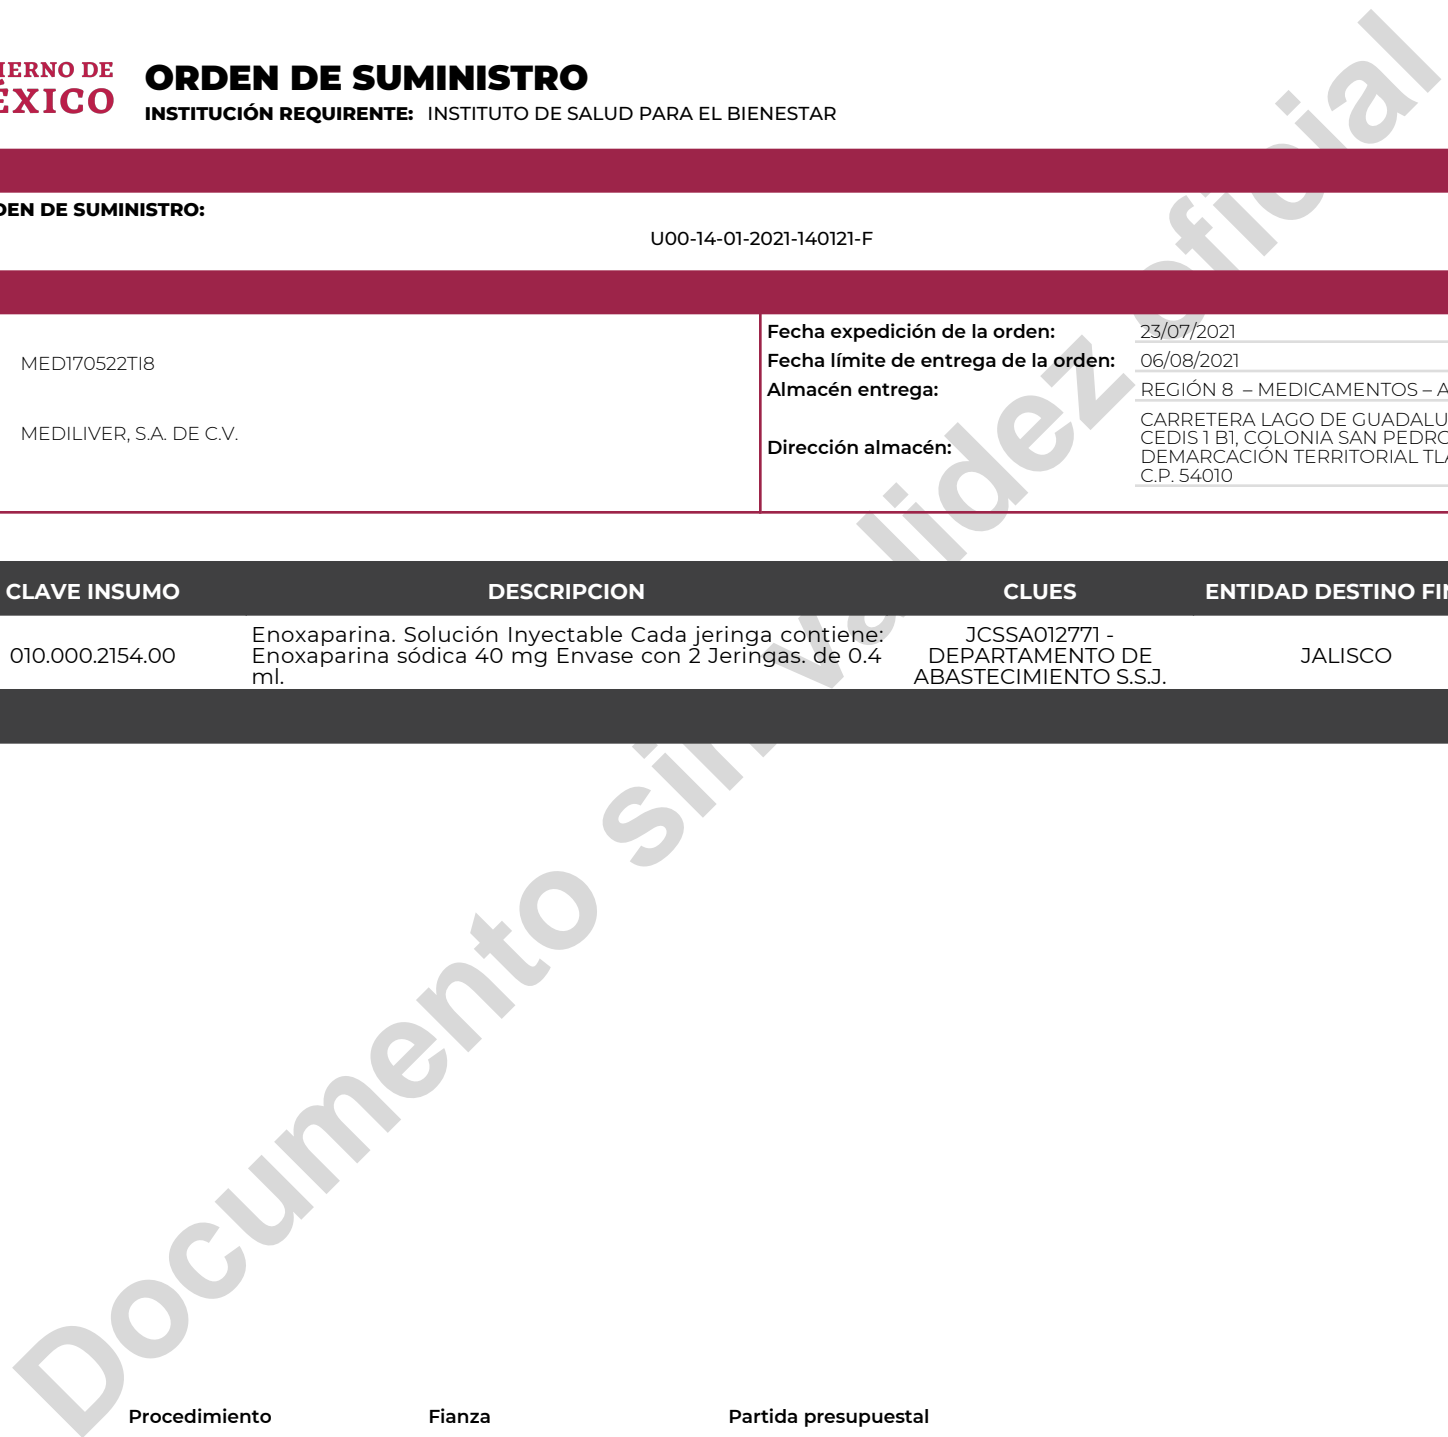 IERNO DE
ÉXICO
ORDEN DE SUMINISTRO
INSTITUCIÓN REQUIRENTE: INSTITUTO DE SALUD PARA EL BIENESTAR
DEN DE SUMINISTRO:
U00-14-01-2021-140121-F
MED170522TI8
MEDILIVER, S.A. DE C.V.
Fecha expedición de la orden: 23/07/2021
Fecha límite de entrega de la orden: 06/08/2021
Almacén entrega: REGIÓN 8 – MEDICAMENTOS – A
Dirección almacén:
CARRETERA LAGO DE GUADALU
CEDIS 1 B1, COLONIA SAN PEDRO
DEMARCACIÓN TERRITORIAL TLA
C.P. 54010
CLAVE INSUMO DESCRIPCION CLUES ENTIDAD DESTINO FIN
010.000.2154.00
Enoxaparina. Solución Inyectable Cada jeringa contiene:
Enoxaparina sódica 40 mg Envase con 2 Jeringas. de 0.4
ml.
JCSSA012771 -
DEPARTAMENTO DE
ABASTECIMIENTO S.S.J.
JALISCO
Documento sin validez oficial
Procedimiento Fianza Partida presupuestal